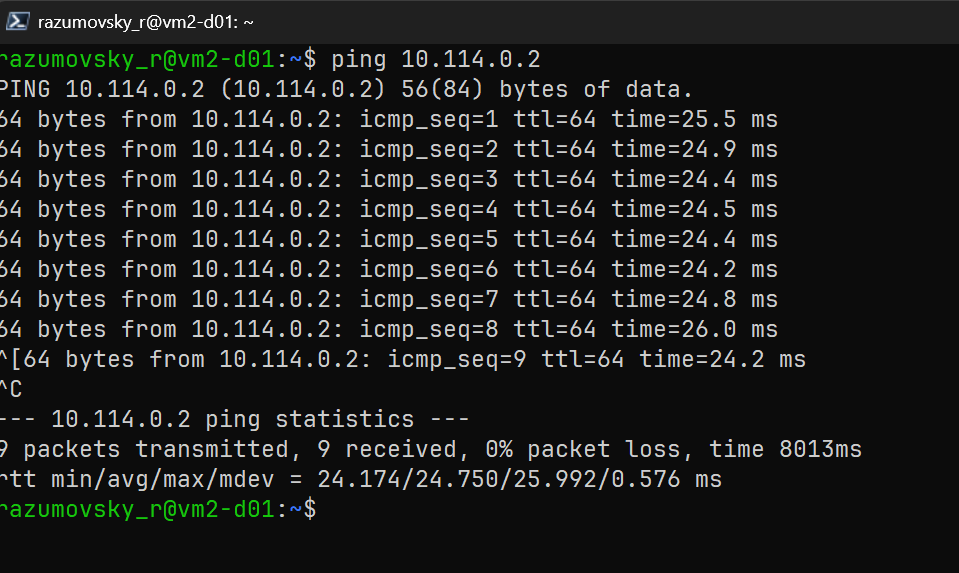 razumovsky_r@vm2-d01: ~
razumovsky_r@vm2-d01:~$ ping 10.114.0.2
PING 10.114.0.2 (10.114.0.2) 56(84) bytes of data.
64 bytes from 10.114.0.2: icmp_seq=1 ttl=64 time=25.5 ms
64 bytes from 10.114.0.2: icmp_seq=2 ttl=64 time=24.9 ms
64 bytes from 10.114.0.2: icmp_seq=3 ttl=64 time=24.4 ms
64 bytes from 10.114.0.2: icmp_seq=4 ttl=64 time=24.5 ms
64 bytes from 10.114.0.2: icmp_seq=5 ttl=64 time=24.4 ms
64 bytes from 10.114.0.2: icmp_seq=6 ttl=64 time=24.2 ms
64 bytes from 10.114.0.2: icmp_seq=7 ttl=64 time=24.8 ms
64 bytes from 10.114.0.2: icmp_seq=8 ttl=64 time=26.0 ms
^[64 bytes from 10.114.0.2: icmp_seq=9 ttl=64 time=24.2 ms
^C
--- 10.114.0.2 ping statistics ---
9 packets transmitted, 9 received, 0% packet loss, time 8013ms
rtt min/avg/max/mdev = 24.174/24.750/25.992/0.576 ms
razumovsky_r@vm2-d01:~$